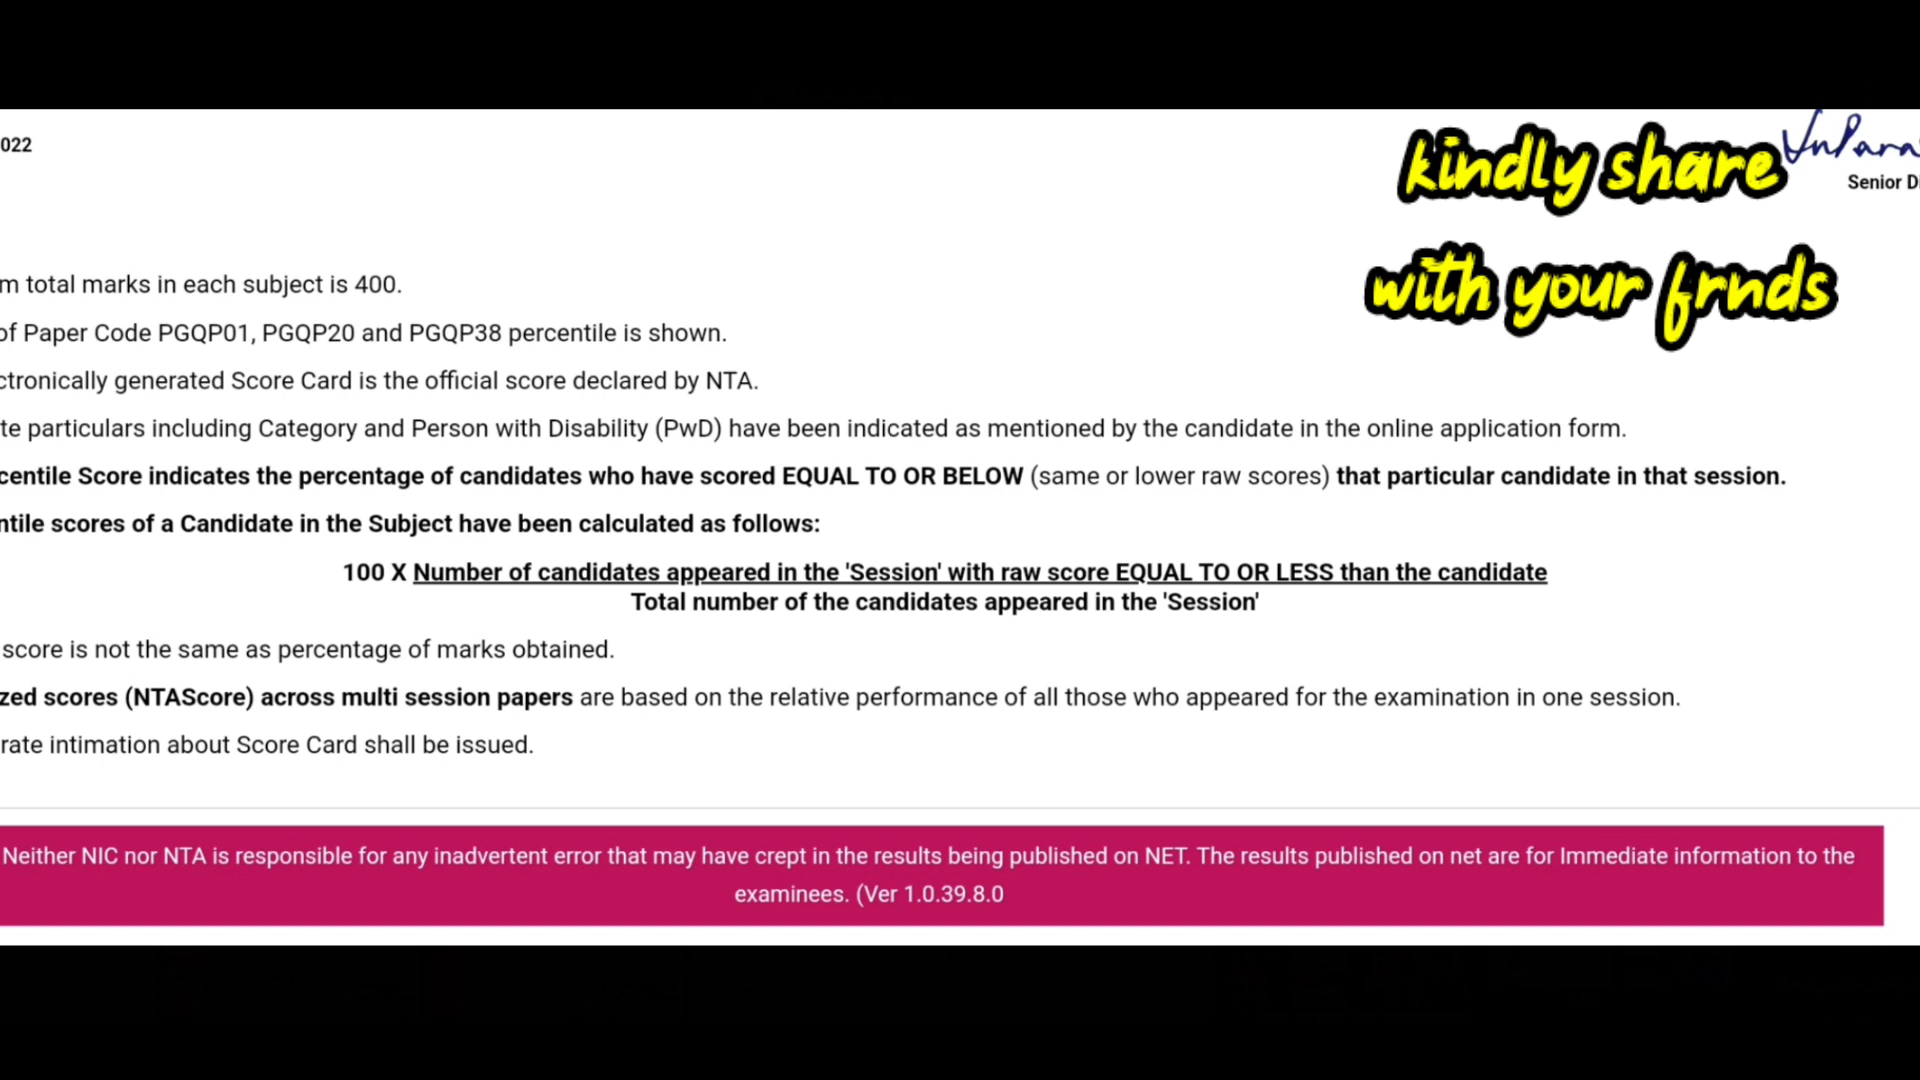 022
kindly share
Senior
with your frnds
m total marks in each subject is 400.
of Paper Code PGQP01, PGQP20 and PGQP38 percentile is shown.
ctronically generated Score Card is the official score declared by NTA.
te particulars including Category and Person with Disability (PwD) have been indicated as mentioned by the candidate in the online application form.
centile Score indicates the percentage of candidates who have scored EQUAL TO OR BELOW (same or lower raw scores) that particular candidate in that session.
ntile scores of a Candidate in the Subject have been calculated as follows:
100 X Number of candidates appeared in the 'Session' with raw score EQUAL TO OR LESS than the candidate
Total number of the candidates appeared in the 'Session'
score is not the same as percentage of marks obtained.
zed scores (NTAScore) across multi session papers are based on the relative performance of all those who appeared for the examination in one session.
rate intimation about Score Card shall be issued.
Neither NIC nor NTA is responsible for any inadvertent error that may have crept in the results being published on NET. The results published on net are for Immediate information to the
examinees. (Ver 1.0.39.8.0